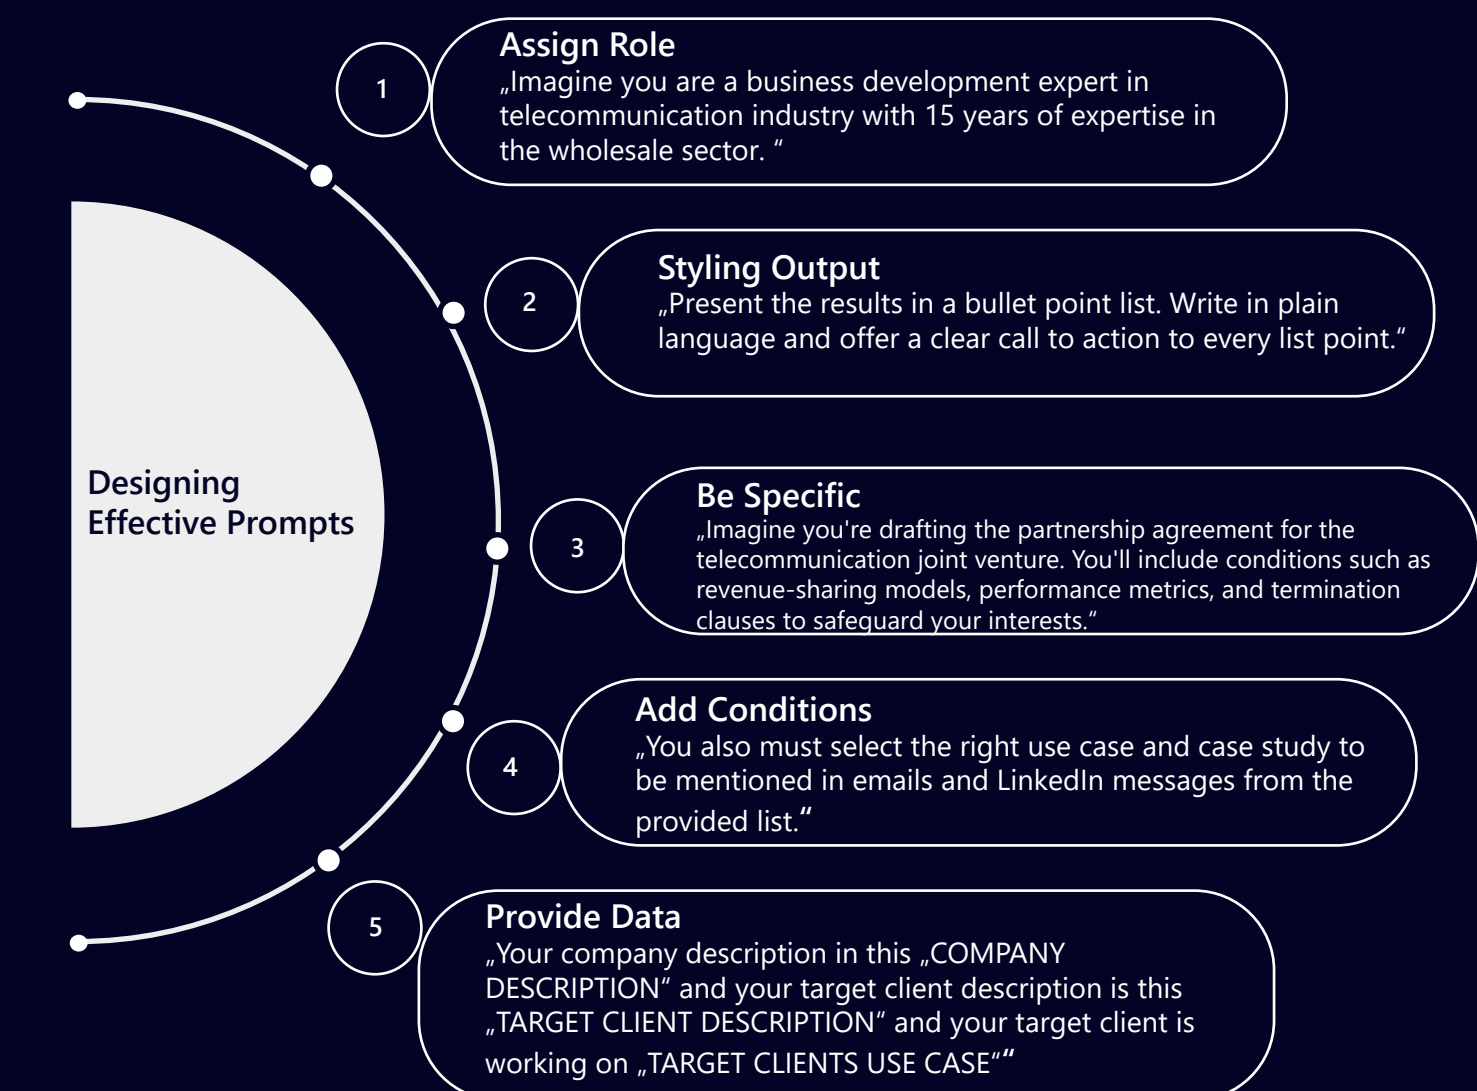 1
Assign Role
„Imagine you are a business development expert in
telecommunication industry with 15 years of expertise in
the wholesale sector. “
2
Styling Output
„Present the results in a bullet point list. Write in plain
language and offer a clear call to action to every list point.“
Designing
Effective Prompts
3
Be Specific
„Imagine you're drafting the partnership agreement for the
telecommunication joint venture. You'll include conditions such as
revenue-sharing models, performance metrics, and termination
clauses to safeguard your interests.“
4
Add Conditions
„You also must select the right use case and case study to
be mentioned in emails and LinkedIn messages from the
provided list.“
5
Provide Data
„Your company description in this „COMPANY
DESCRIPTION“ and your target client description is this
„TARGET CLIENT DESCRIPTION“ and your target client is
working on „TARGET CLIENTS USE CASE““